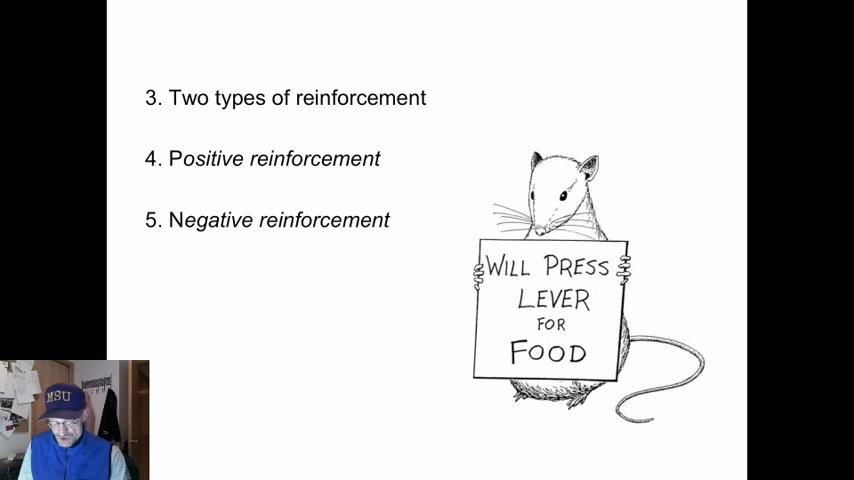 3. Two types of reinforcement
4. Positive reinforcement
5. Negative reinforcement
WILL PRESS
LEVER
FOR
FOOD
MSU